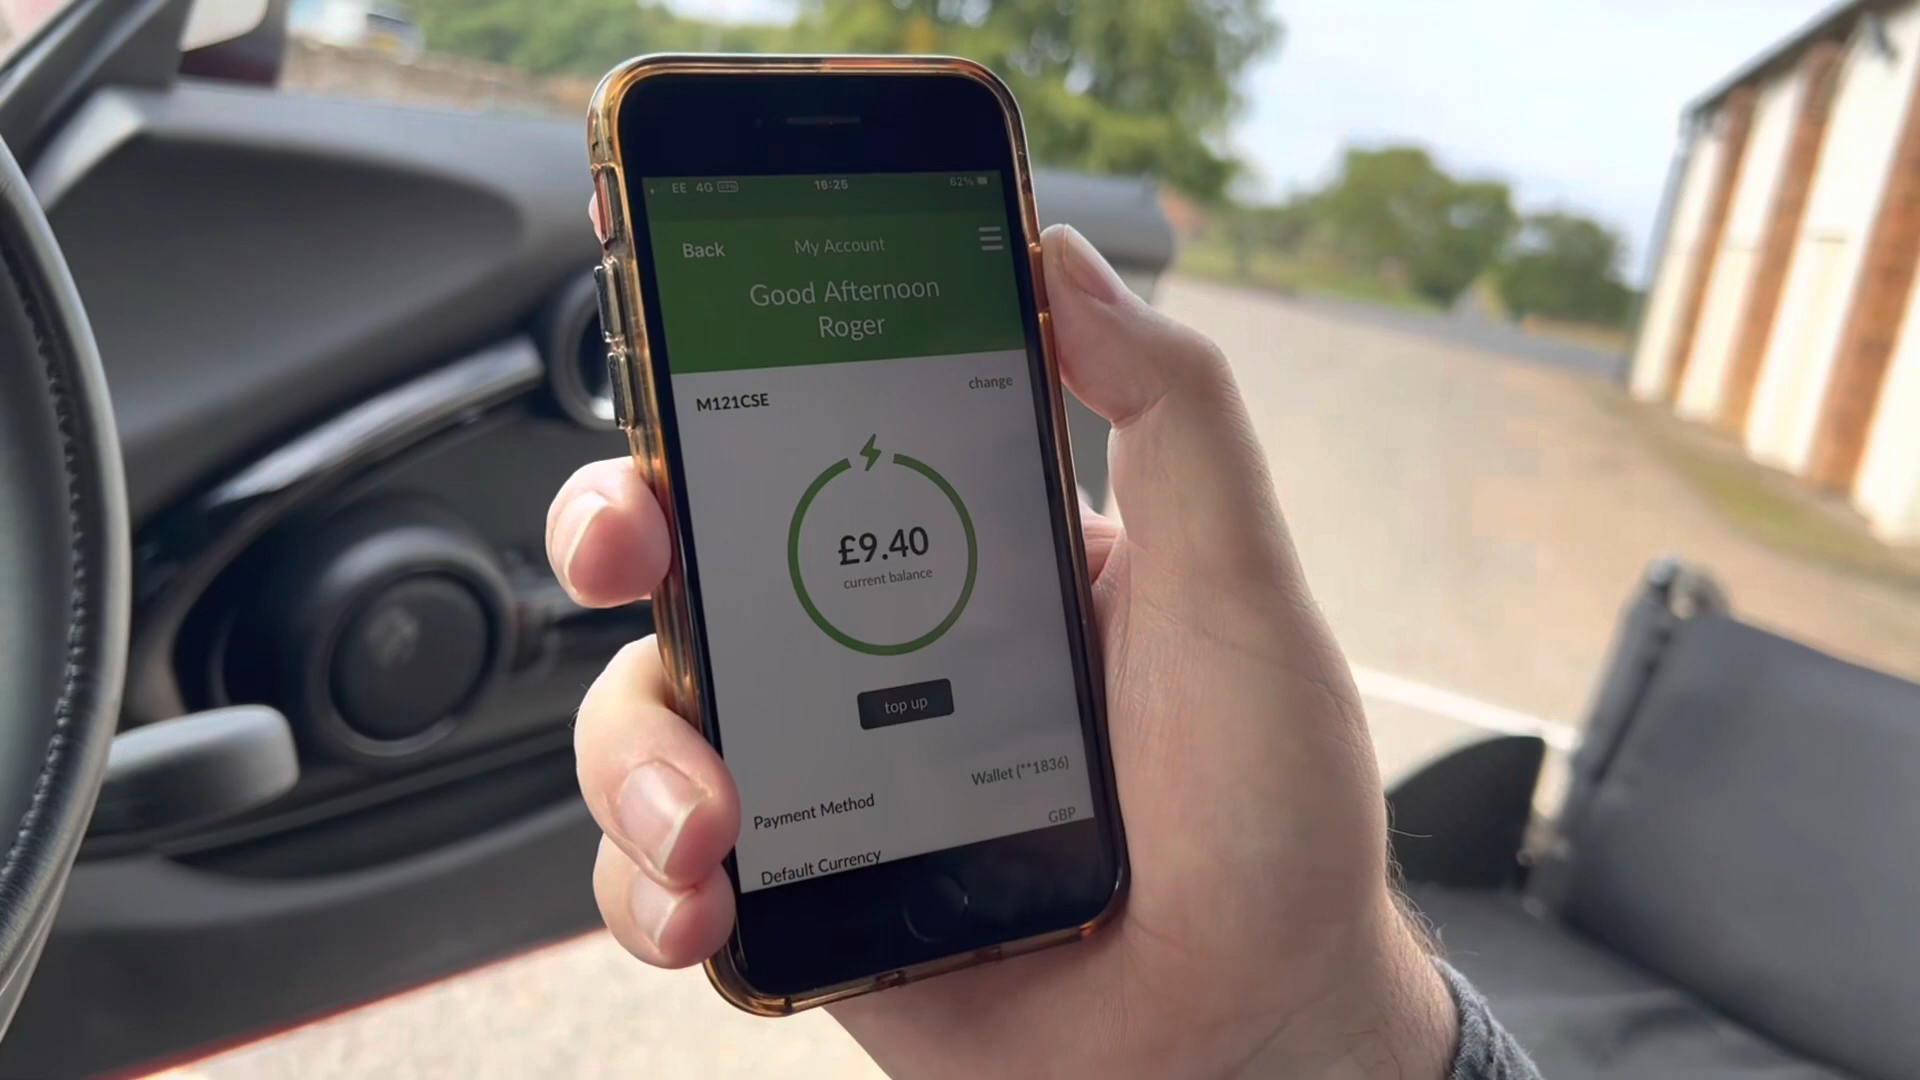 EE 4G VPN 16:25 62%
Back My Account
Good Afternoon
Roger
M121CSE change
£9.40
current balance
top up
Payment Method Wallet (**1836)
Default Currency GBP